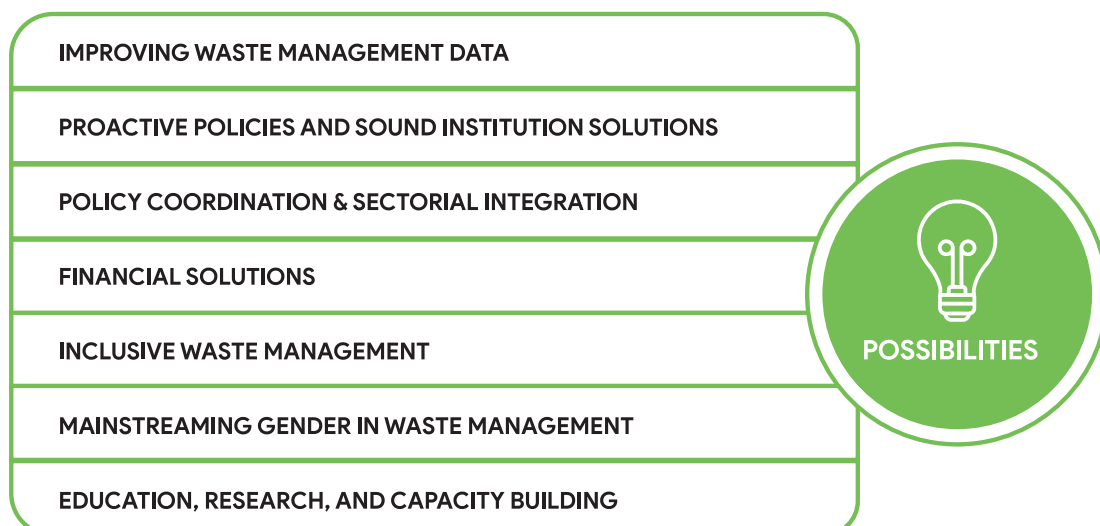 IMPROVING WASTE MANAGEMENT DATA
PROACTIVE POLICIES AND SOUND INSTITUTION SOLUTIONS
POLICY COORDINATION & SECTORIAL INTEGRATION
FINANCIAL SOLUTIONS
INCLUSIVE WASTE MANAGEMENT
MAINSTREAMING GENDER IN WASTE MANAGEMENT
EDUCATION, RESEARCH, AND CAPACITY BUILDING
POSSIBILITIES